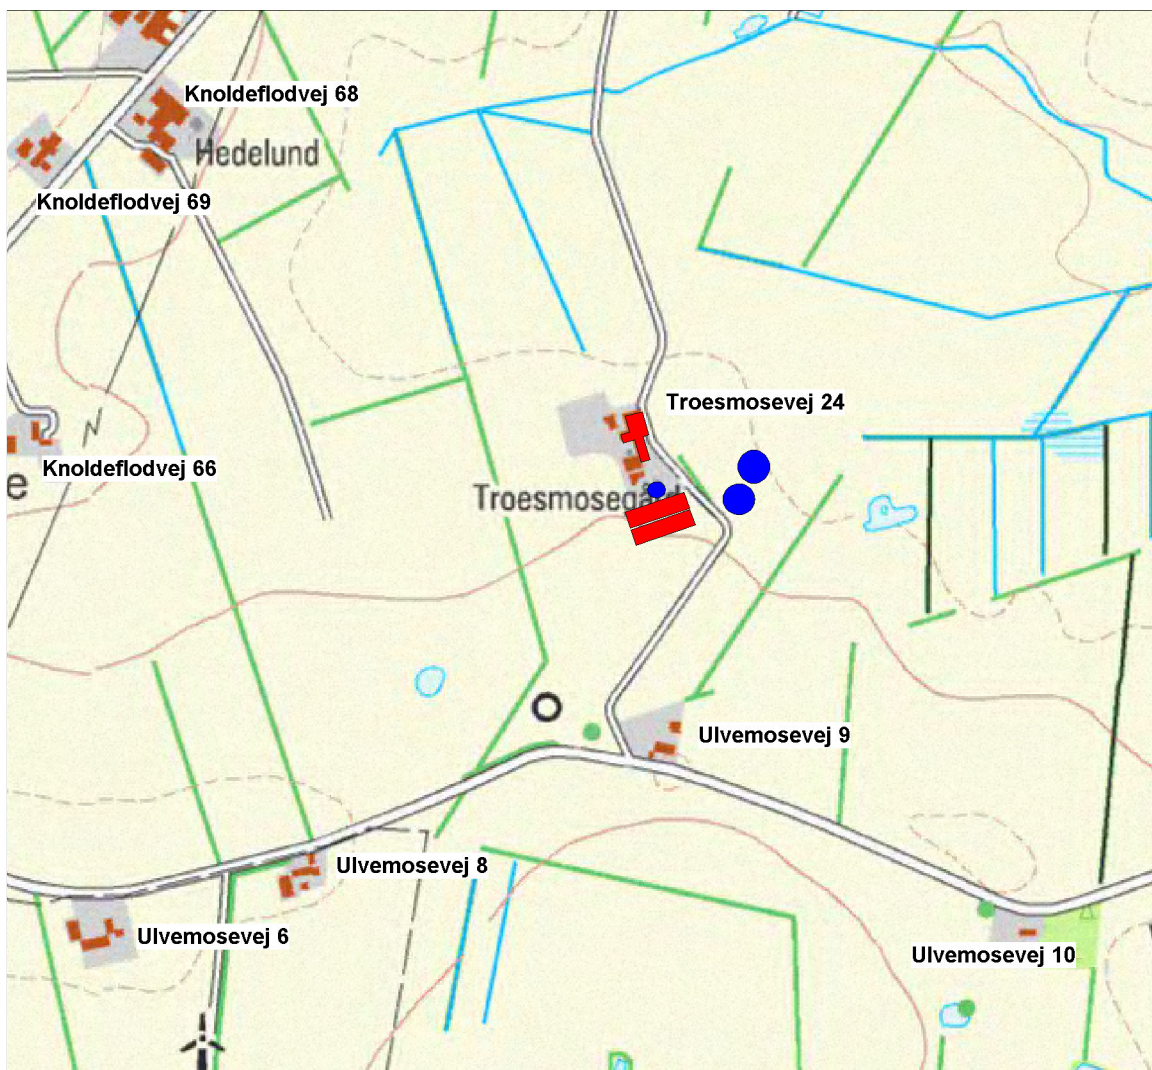 Knoldeflodvej 68
Hedelund
Knoldeflodvej 69
Troesmosevej 24
Knoldeflodvej 66
e
Troesmosegård
Ulvemosevej 9
Ulvemosevej 8
Ulvemosevej 6
Ulvemosevej 10